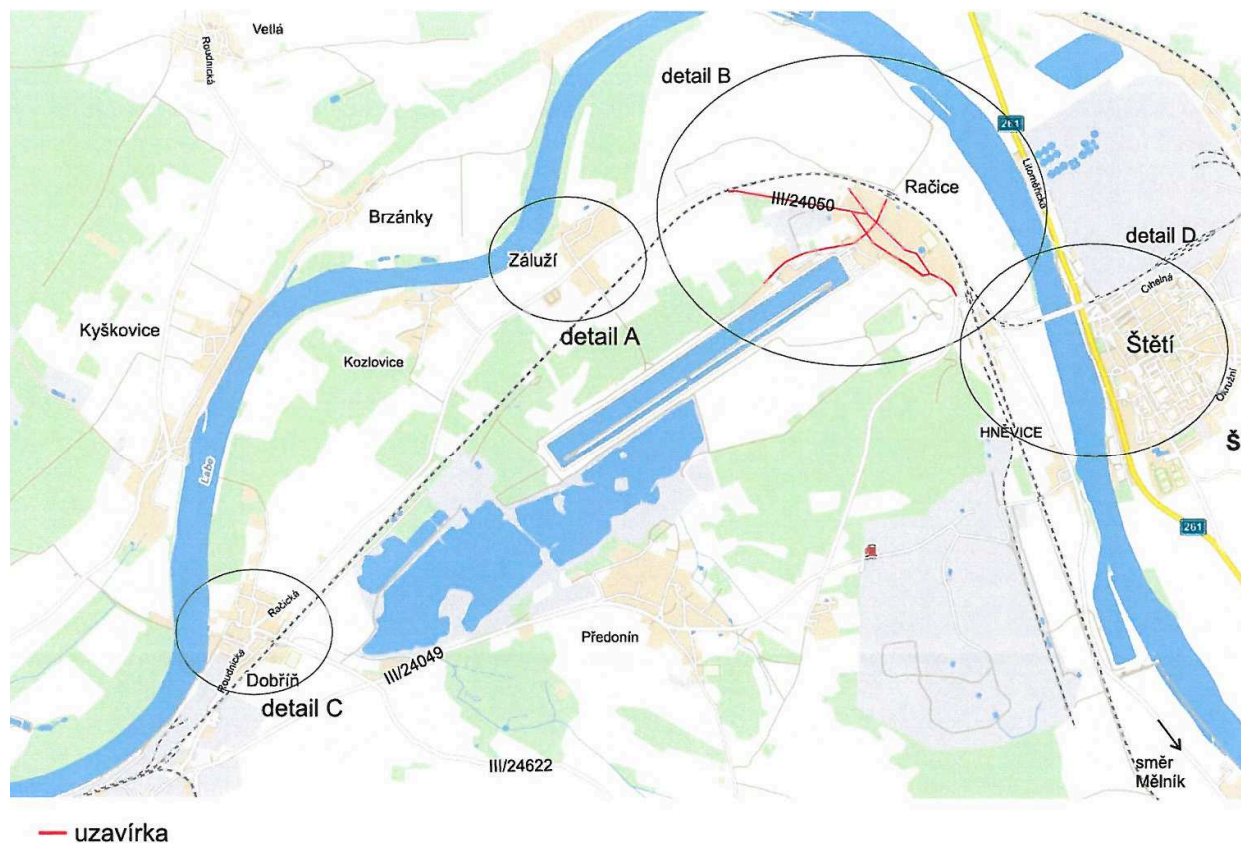 Vellá
Roudnická
detail B
261
Litoměřická
Račice
III/24050
Brzánky
detail D
Záluží
Cihelná
Kyškovice
detail A
Štětí
Kozlovice
Okružní
HNĚVICE
Š
Labe
261
Račická
Předonín
III/24049
Roudnická
Dobříň
detail C
III/24622
směr
Mělník
uzavírka